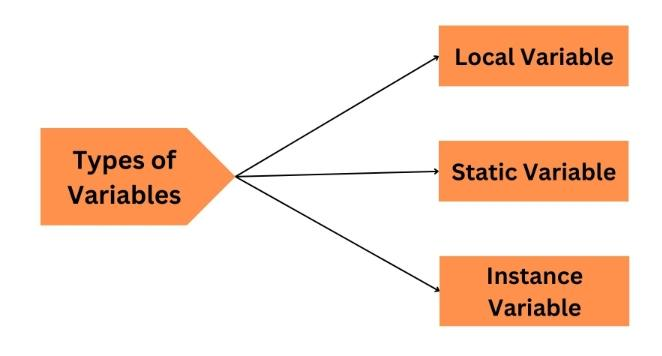 Types of
Variables
Local Variable
Static Variable
Instance
Variable